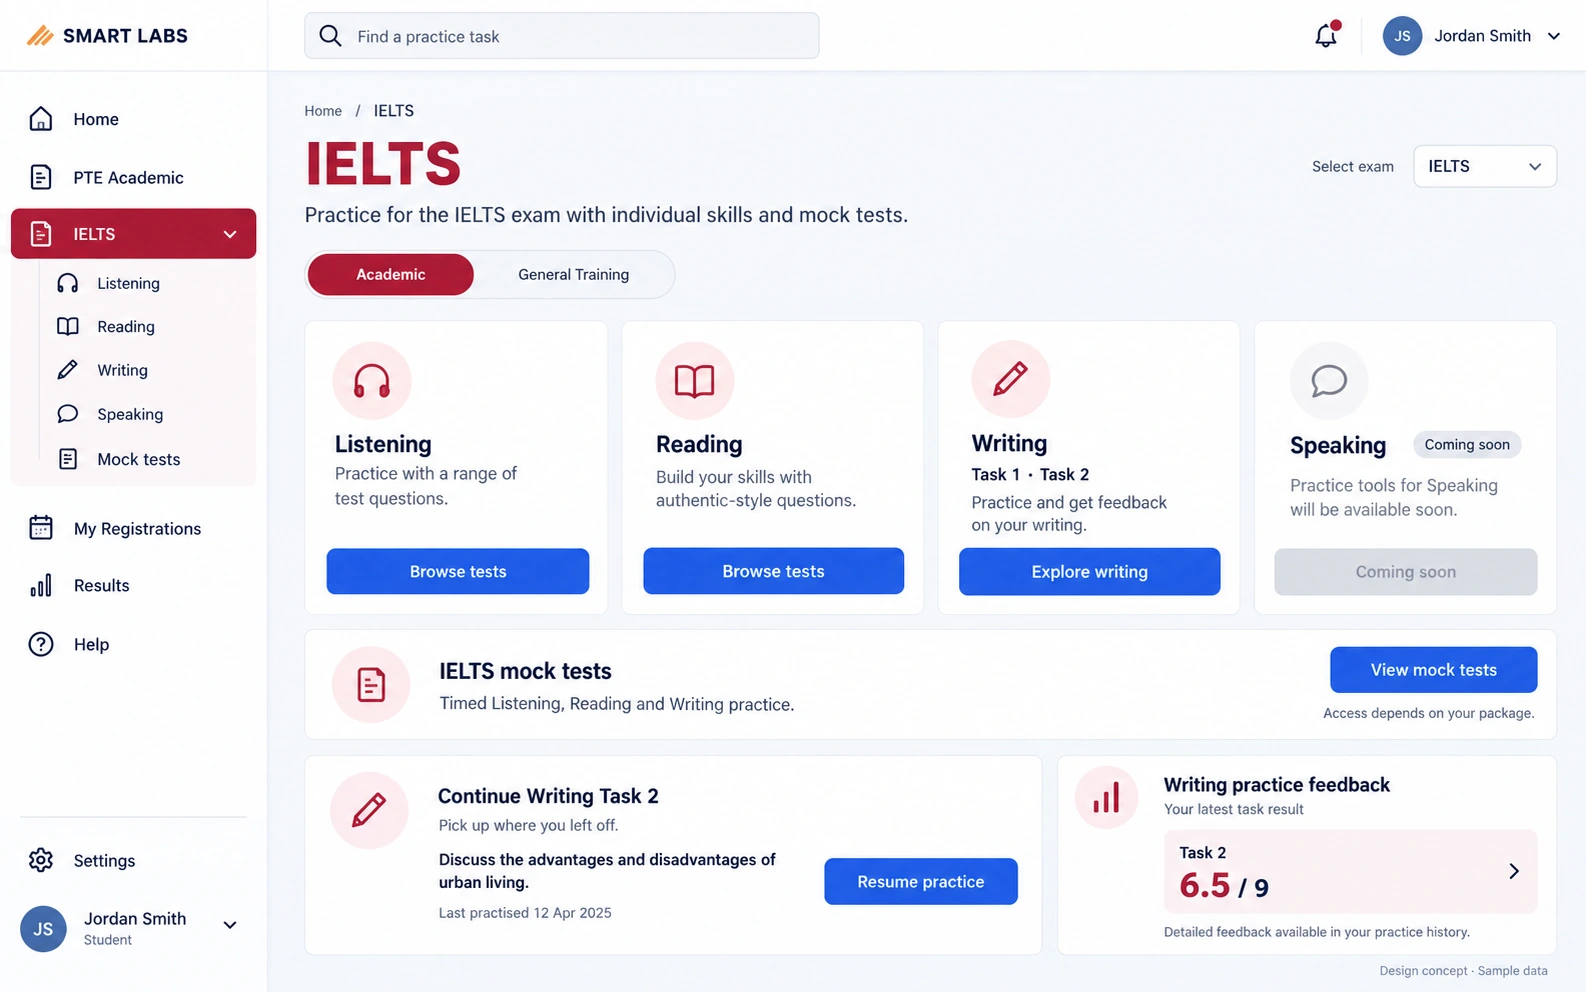 SMART LABS
Find a practice task
JS
Jordan Smith
Home
PTE Academic
IELTS
Listening
Reading
Writing
Speaking
Mock tests
My Registrations
Results
Help
Settings
JS
Jordan Smith
Student
Home / IELTS
IELTS
Practice for the IELTS exam with individual skills and mock tests.
Select exam
IELTS
Academic
General Training
Listening
Practice with a range of
test questions.
Browse tests
Reading
Build your skills with
authentic-style questions.
Browse tests
Writing
Task 1 • Task 2
Practice and get feedback
on your writing.
Explore writing
Speaking
Coming soon
Practice tools for Speaking
will be available soon.
Coming soon
IELTS mock tests
Timed Listening, Reading and Writing practice.
View mock tests
Access depends on your package.
Continue Writing Task 2
Pick up where you left off.
Discuss the advantages and disadvantages of
urban living.
Last practised 12 Apr 2025
Resume practice
Writing practice feedback
Your latest task result
Task 2
6.5 / 9
Detailed feedback available in your practice history.
Design concept · Sample data